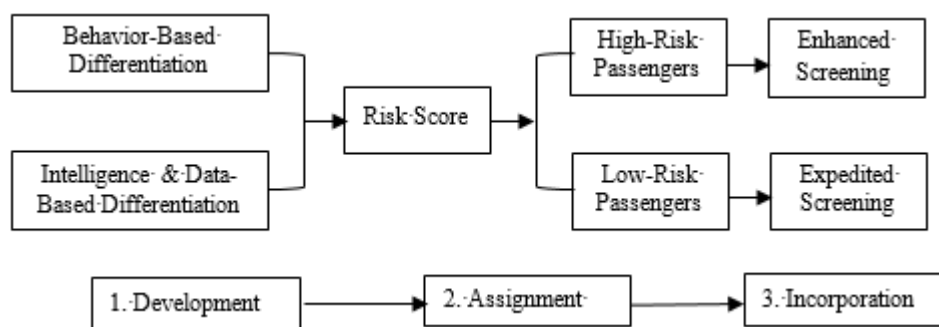 Behavior-Based
Differentiation
Intelligence & Data-
Based Differentiation
Risk Score
High-Risk
Passengers
Low-Risk
Passengers
Enhanced
Screening
Expedited
Screening
1. Development
2. Assignment
3. Incorporation